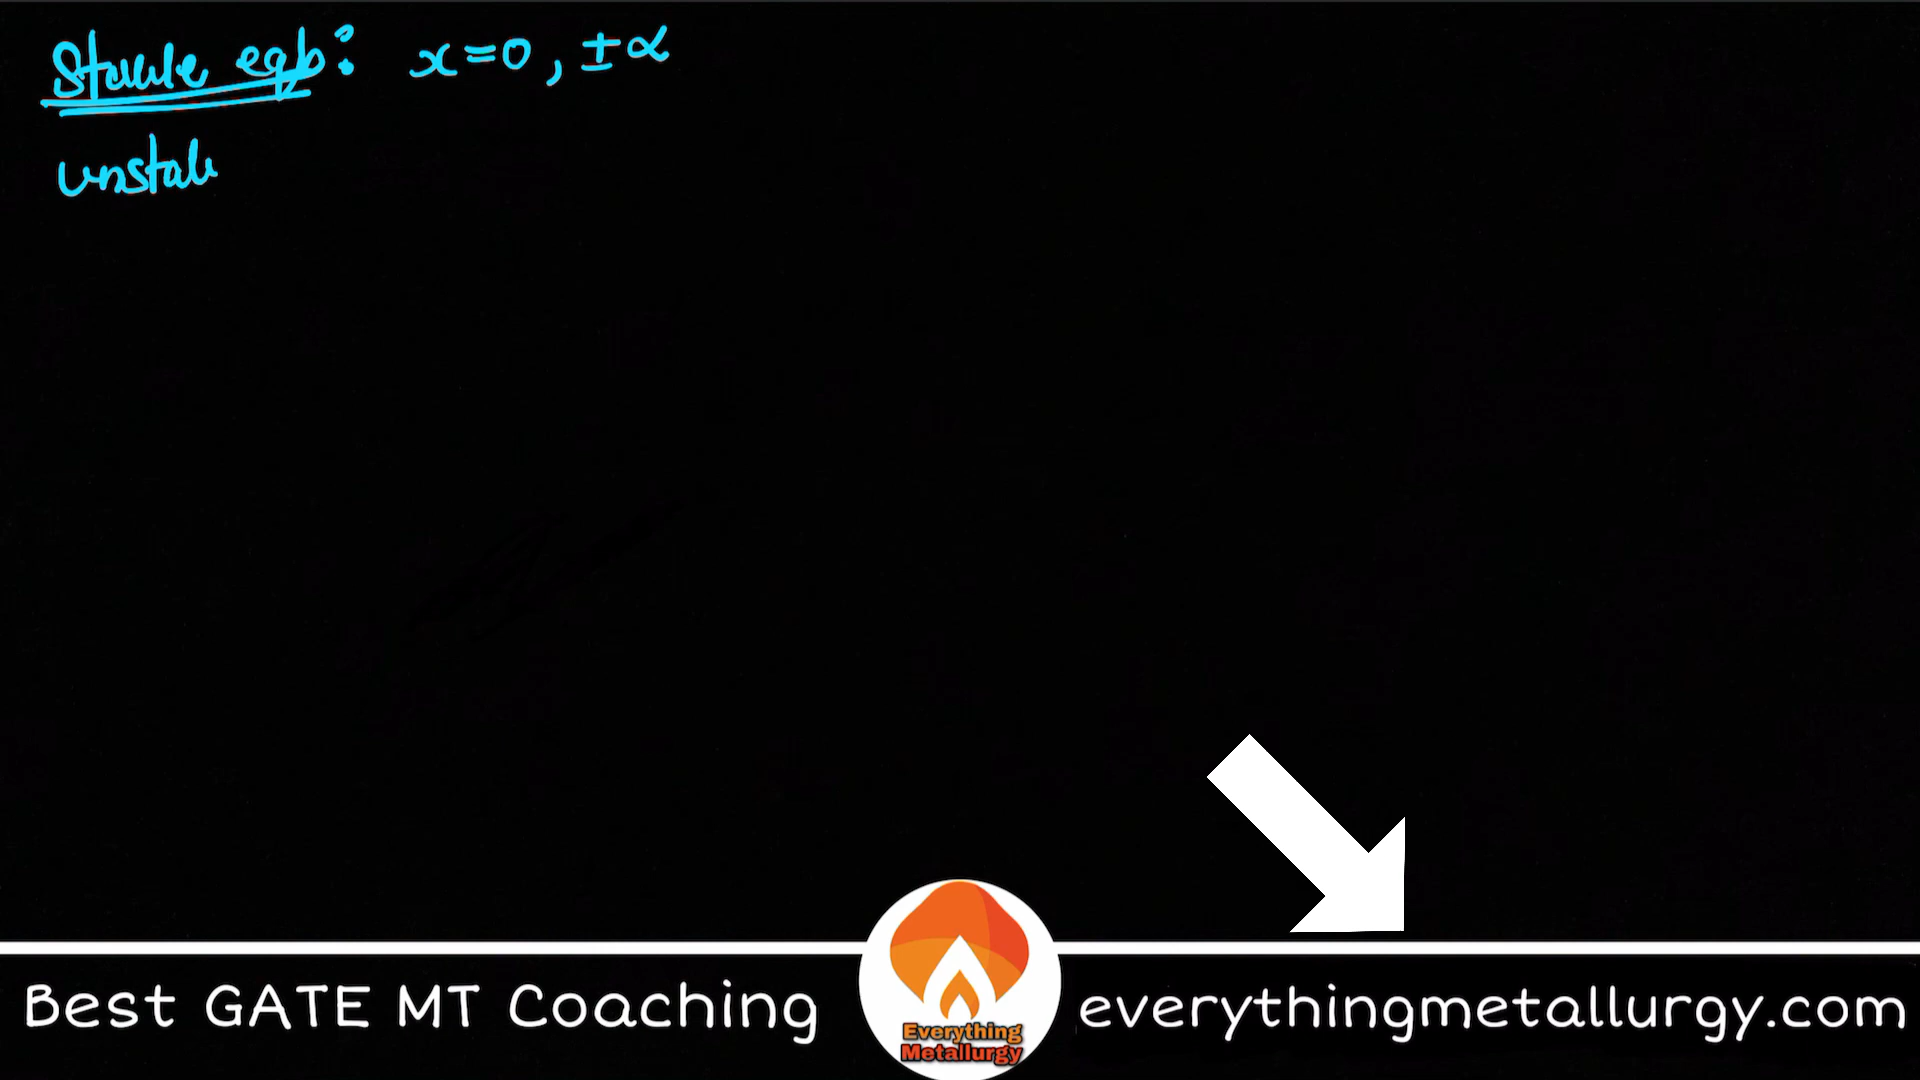 Stable eqb: x=0, ±α
unstab
Best GATE MT Coaching
Everything
Metallurgy
everythingmetallurgy.com